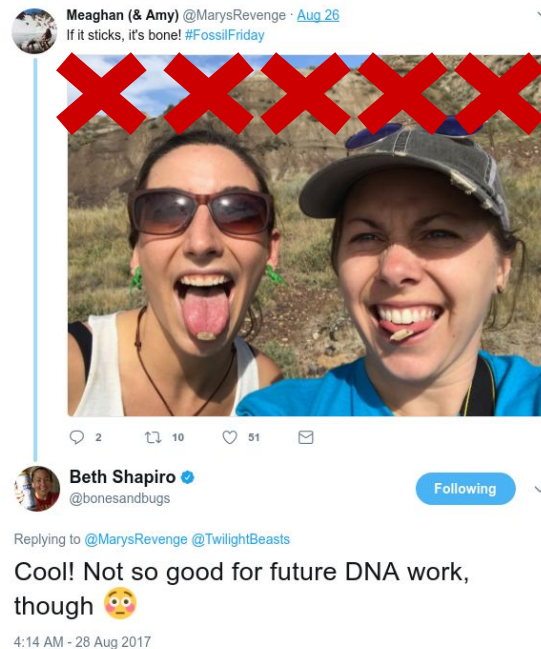 Meaghan (& Amy) @MarysRevenge · Aug 26
If it sticks, it's bone! #FossilFriday
2 10 51
Beth Shapiro
@bonesandbugs
Following
Replying to @MarysRevenge @TwilightBeasts
Cool! Not so good for future DNA work,
though 😳
4:14 AM - 28 Aug 2017